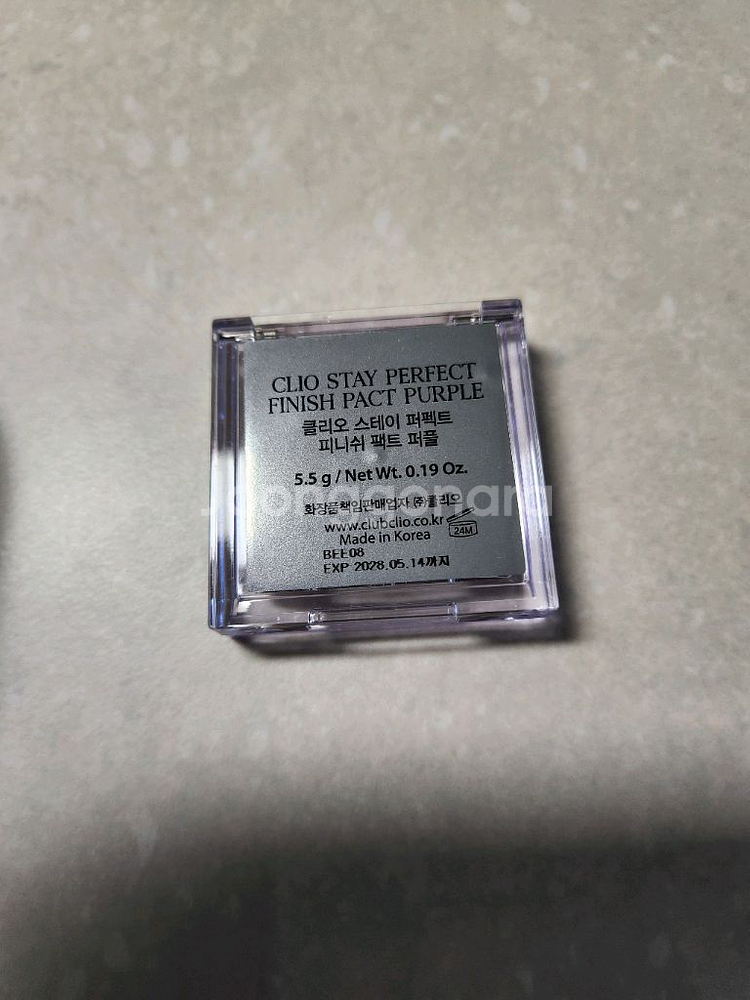 CLIO STAY PERFECT
FINISH PACT PURPLE
클리오 스테이 퍼펙트
피니쉬 팩트 퍼플
5.5 g / Net Wt. 0.19 Oz.
화장품책임판매업자 ㈜클리오
www.clubclio.co.kr
24M
Made in Korea
BEE08
EXP 2028.05.14까지
joonggonara